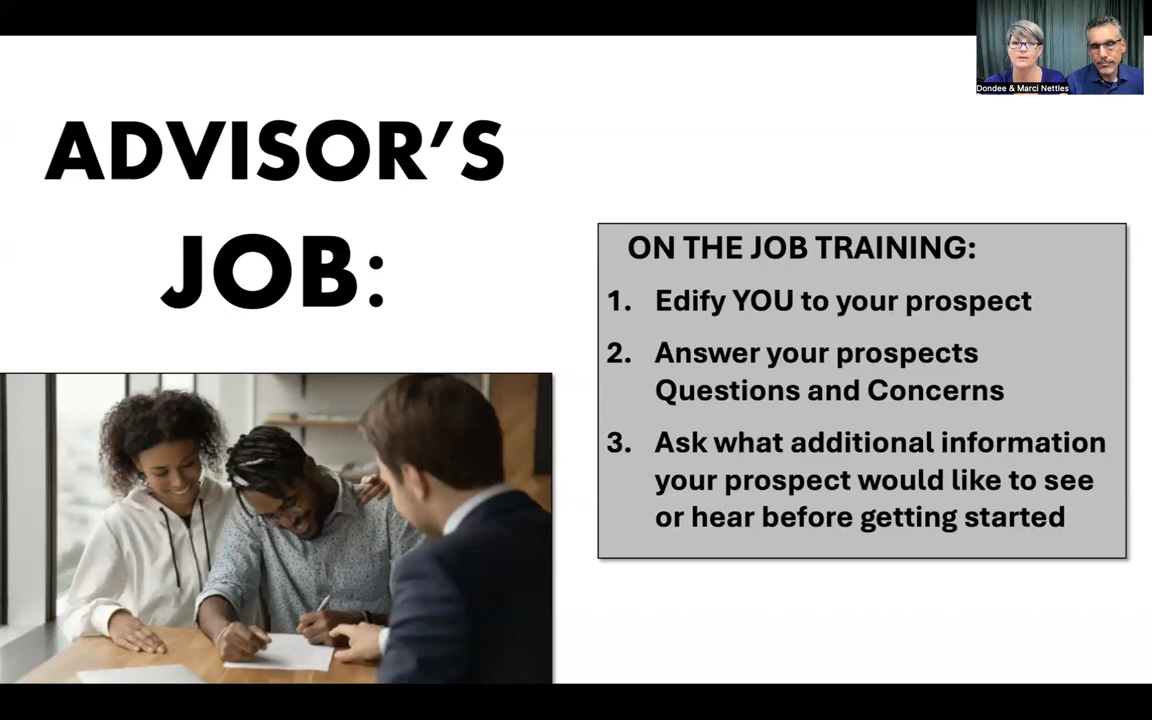 Dondee & Marci Nettles
ADVISOR'S
JOB:
ON THE JOB TRAINING:
1. Edify YOU to your prospect
2. Answer your prospects
Questions and Concerns
3. Ask what additional information
your prospect would like to see
or hear before getting started